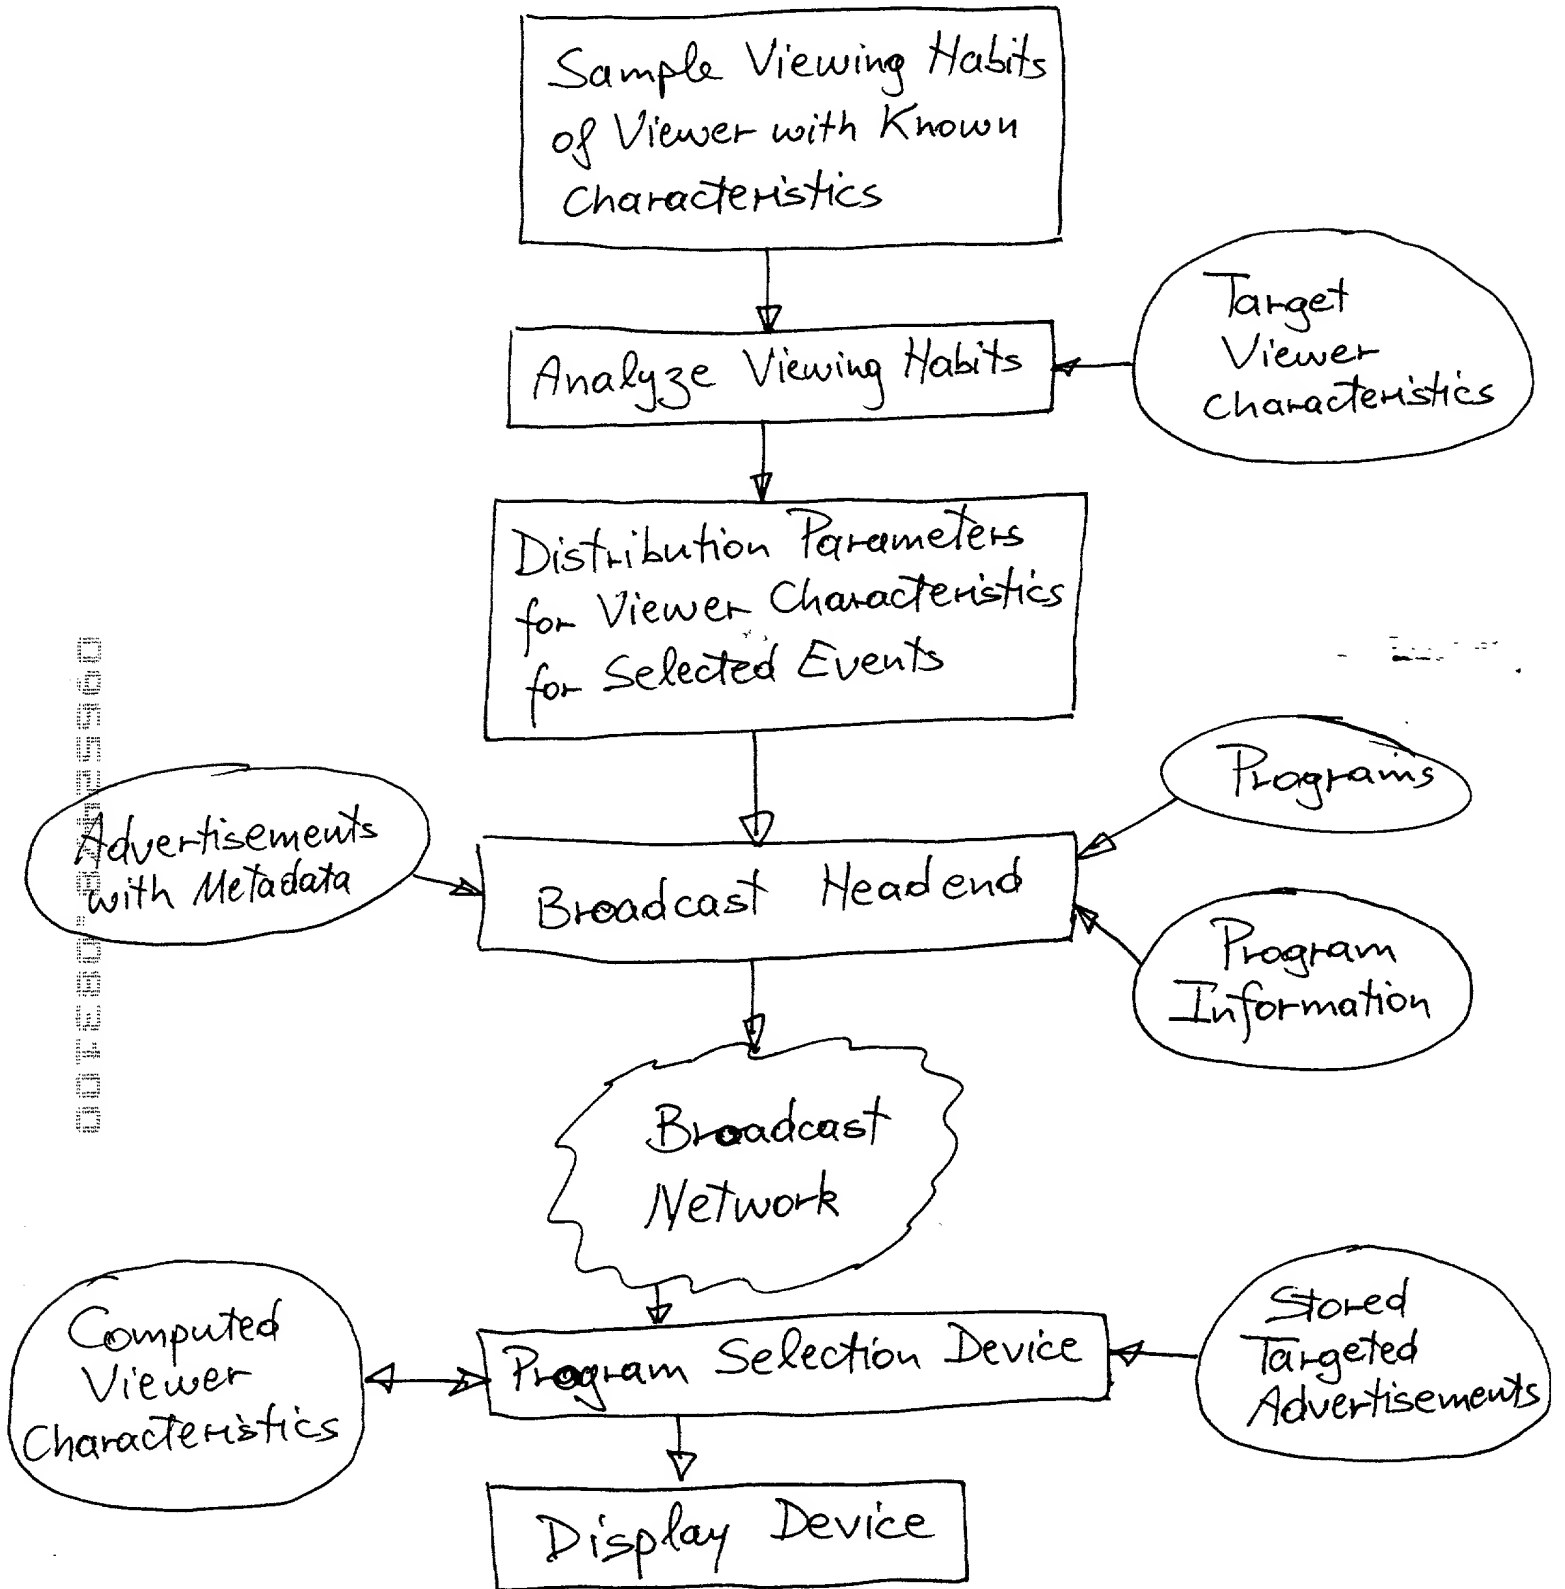 Sample Viewing Habits
of Viewer with Known
Characteristics
Target
Viewer
Characteristics
Analyze Viewing Habits
Distribution Parameters
for Viewer Characteristics
for Selected Events
Programs
Advertisements
with Metadata
Broadcast Headend
Program
Information
Broadcast
Network
Computed
Viewer
Characteristics
Program Selection Device
Stored
Targeted
Advertisements
Display Device